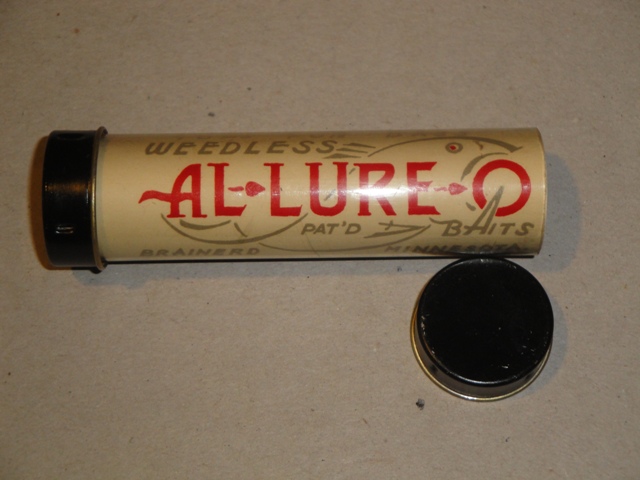 WEEDLESS
AL-LURE-O
PAT'D BAITS
BRAINERD MINNESOTA